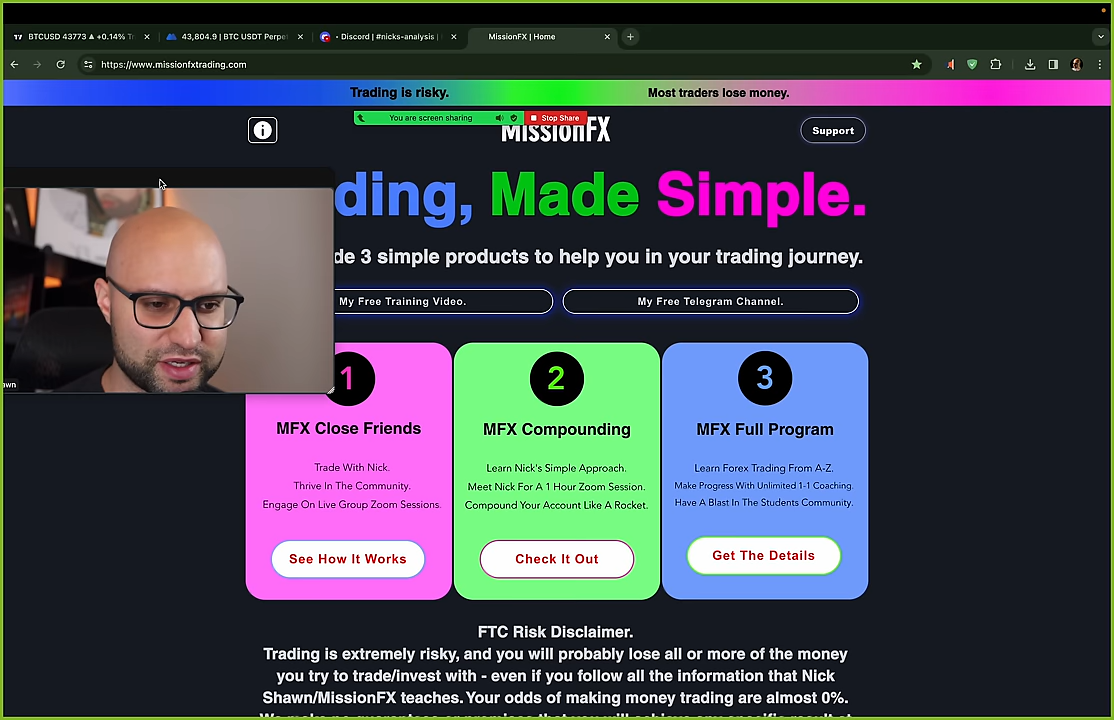 BTCUSD 43773 ▲ +0.14% Tr
43,804.9 | BTC USDT Perpe
• Discord | #nicks-analysis |
MissionFX | Home
https://www.missionfxtrading.com
Trading is risky.
Most traders lose money.
You are screen sharing
Stop Share
MissionFX
Support
ding, Made Simple.
de 3 simple products to help you in your trading journey.
My Free Training Video.
My Free Telegram Channel.
awn
1
MFX Close Friends
Trade With Nick.
Thrive In The Community.
Engage On Live Group Zoom Sessions.
See How It Works
2
MFX Compounding
Learn Nick's Simple Approach.
Meet Nick For A 1 Hour Zoom Session.
Compound Your Account Like A Rocket.
Check It Out
3
MFX Full Program
Learn Forex Trading From A-Z.
Make Progress With Unlimited 1-1 Coaching.
Have A Blast In The Students Community.
Get The Details
FTC Risk Disclaimer.
Trading is extremely risky, and you will probably lose all or more of the money
you try to trade/invest with - even if you follow all the information that Nick
Shawn/MissionFX teaches. Your odds of making money trading are almost 0%.